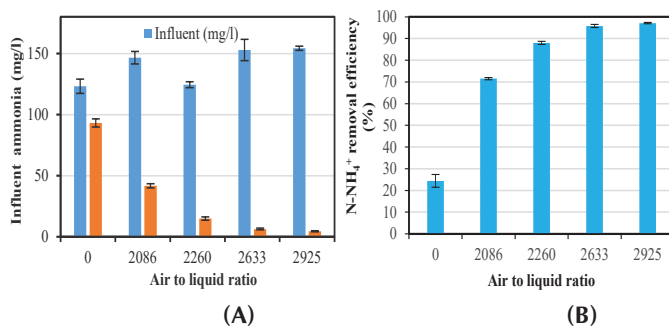 Influent (mg/l)
Influent ammonia (mg/l)
150
100
50
0
0 2086 2260 2633 2925
Air to liquid ratio
(A)
N-NH₄⁺ removal efficiency
(%)
100
90
80
70
60
50
40
30
20
10
0
0 2086 2260 2633 2925
Air to liquid ratio
(B)